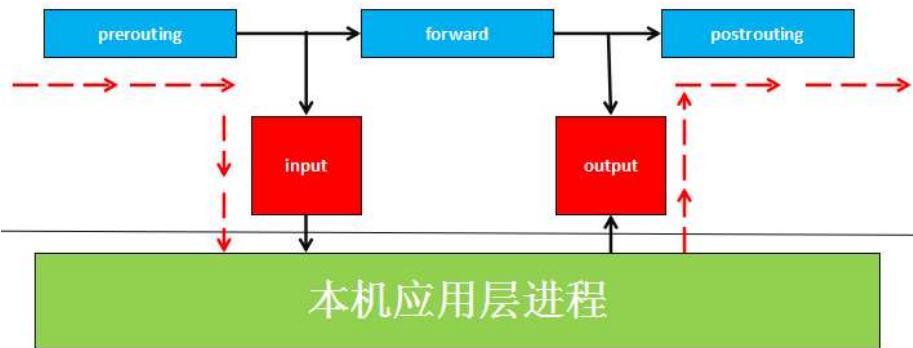 prerouting
forward
postrouting
input
output
本机应用层进程